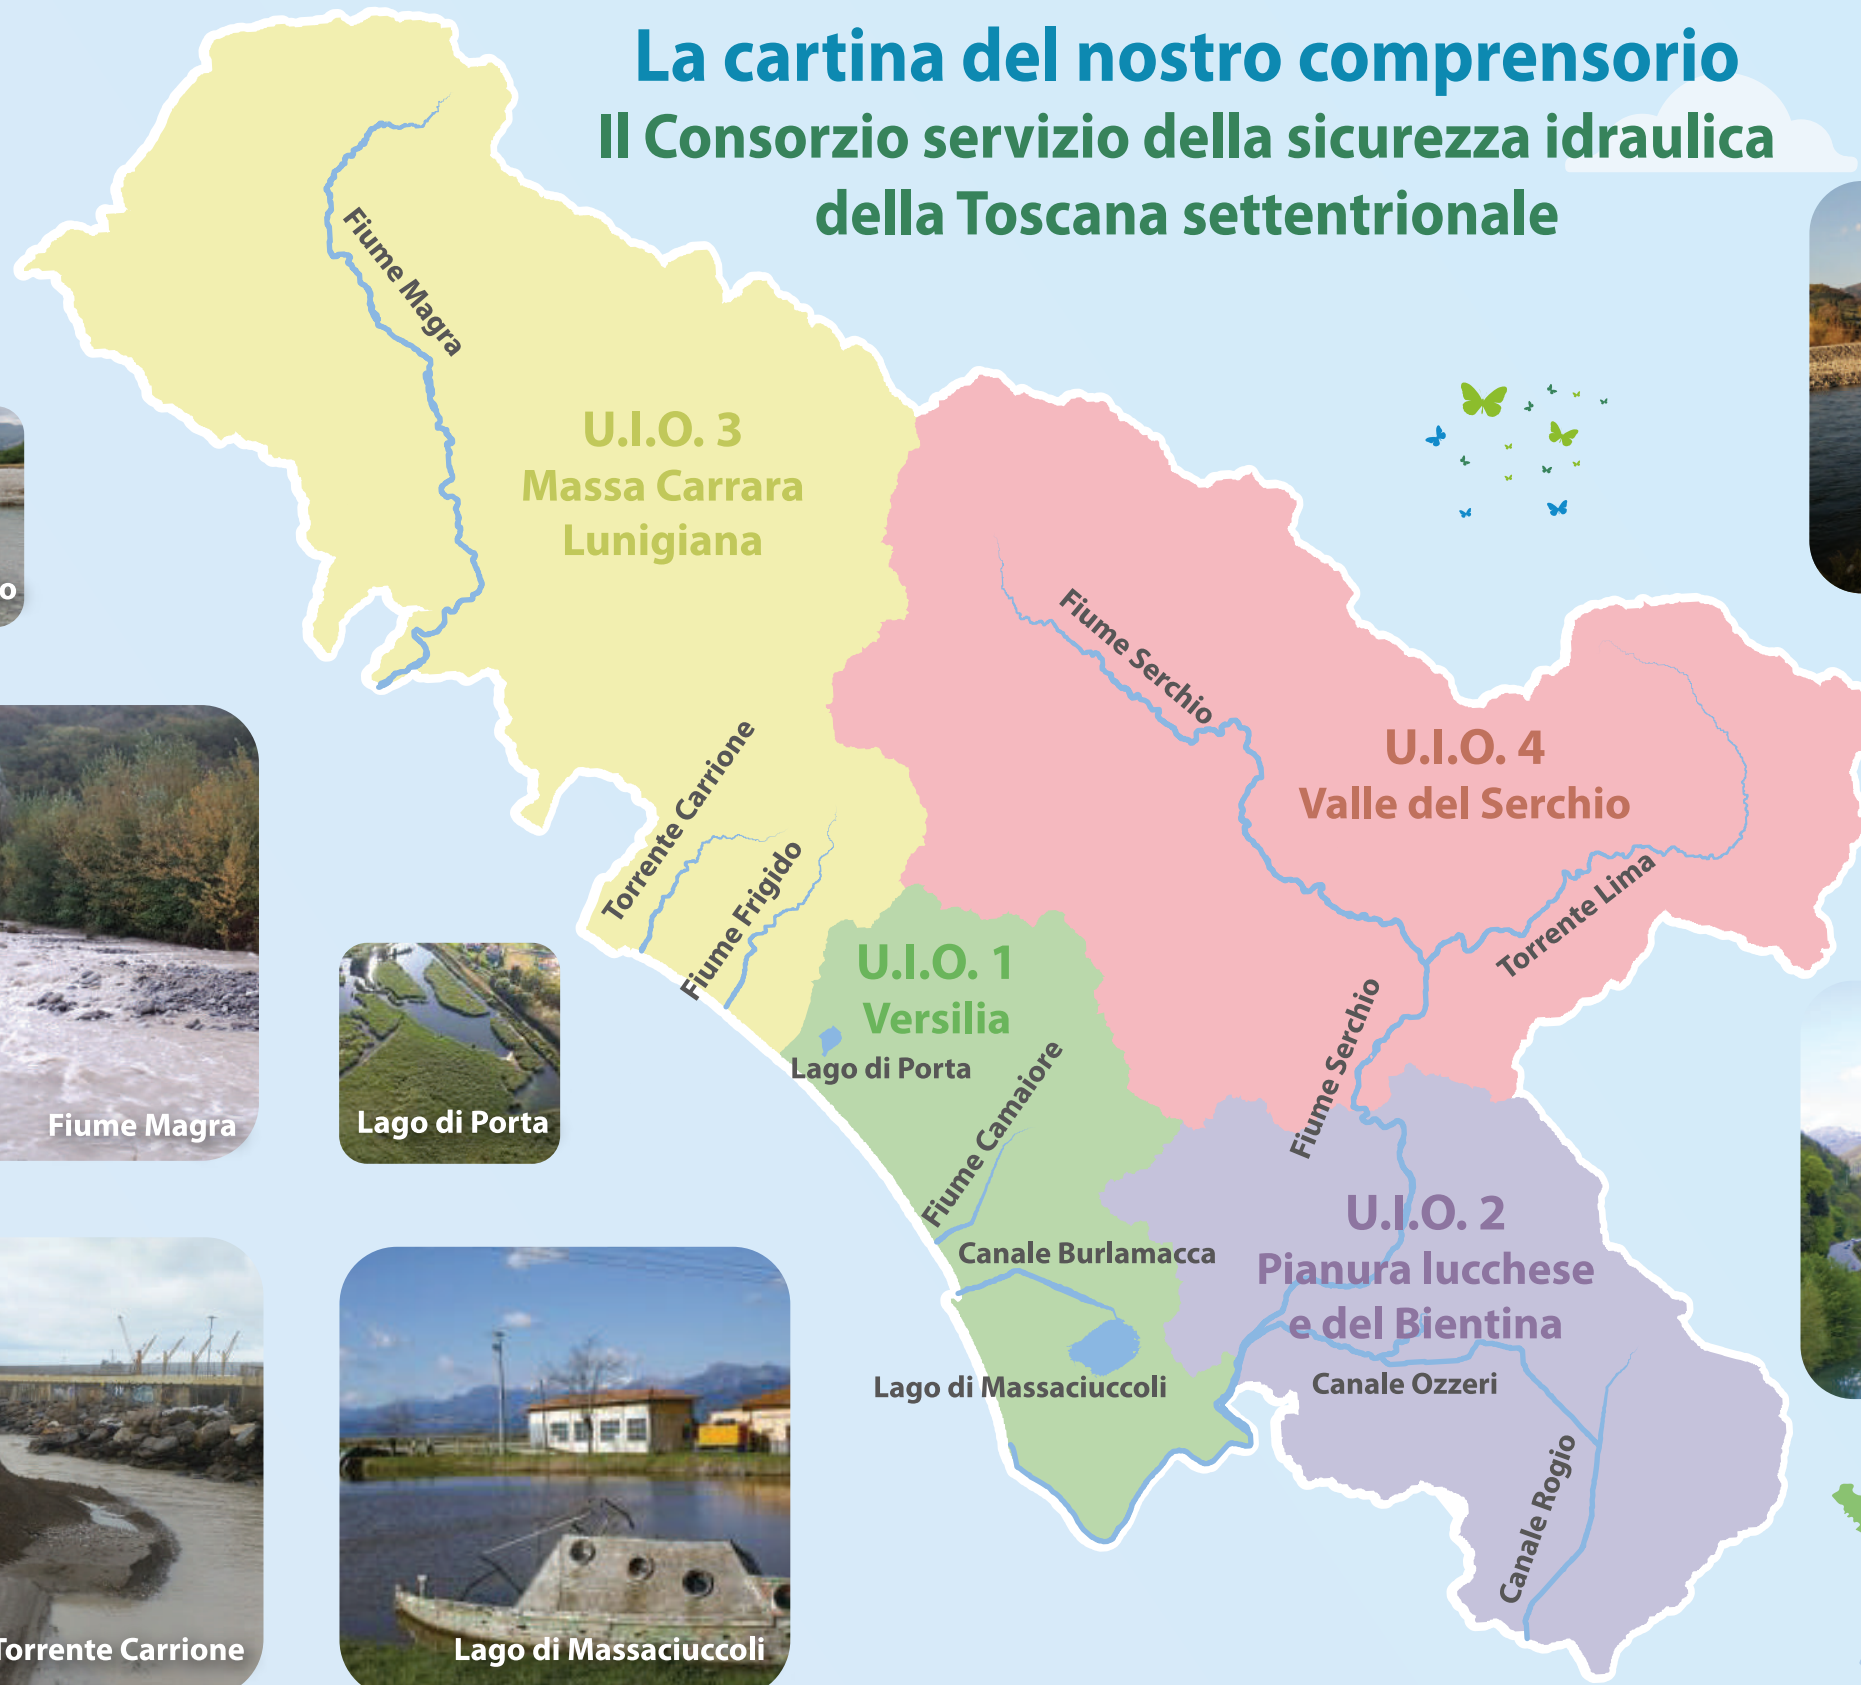 La cartina del nostro comprensorio
Il Consorzio servizio della sicurezza idraulica
della Toscana settentrionale
Fiume Magra
U.I.O. 3
Massa Carrara
Lunigiana
Fiume Serchio
U.I.O. 4
Valle del Serchio
Torrente Carrione
Fiume Frigido
Torrente Lima
U.I.O. 1
Versilia
Lago di Porta
Fiume Serchio
Fiume Camaiore
Fiume Magra
Lago di Porta
U.I.O. 2
Pianura lucchese
e del Bientina
Canale Burlamacca
Lago di Massaciuccoli
Canale Ozzeri
Canale Rogio
Torrente Carrione
Lago di Massaciuccoli